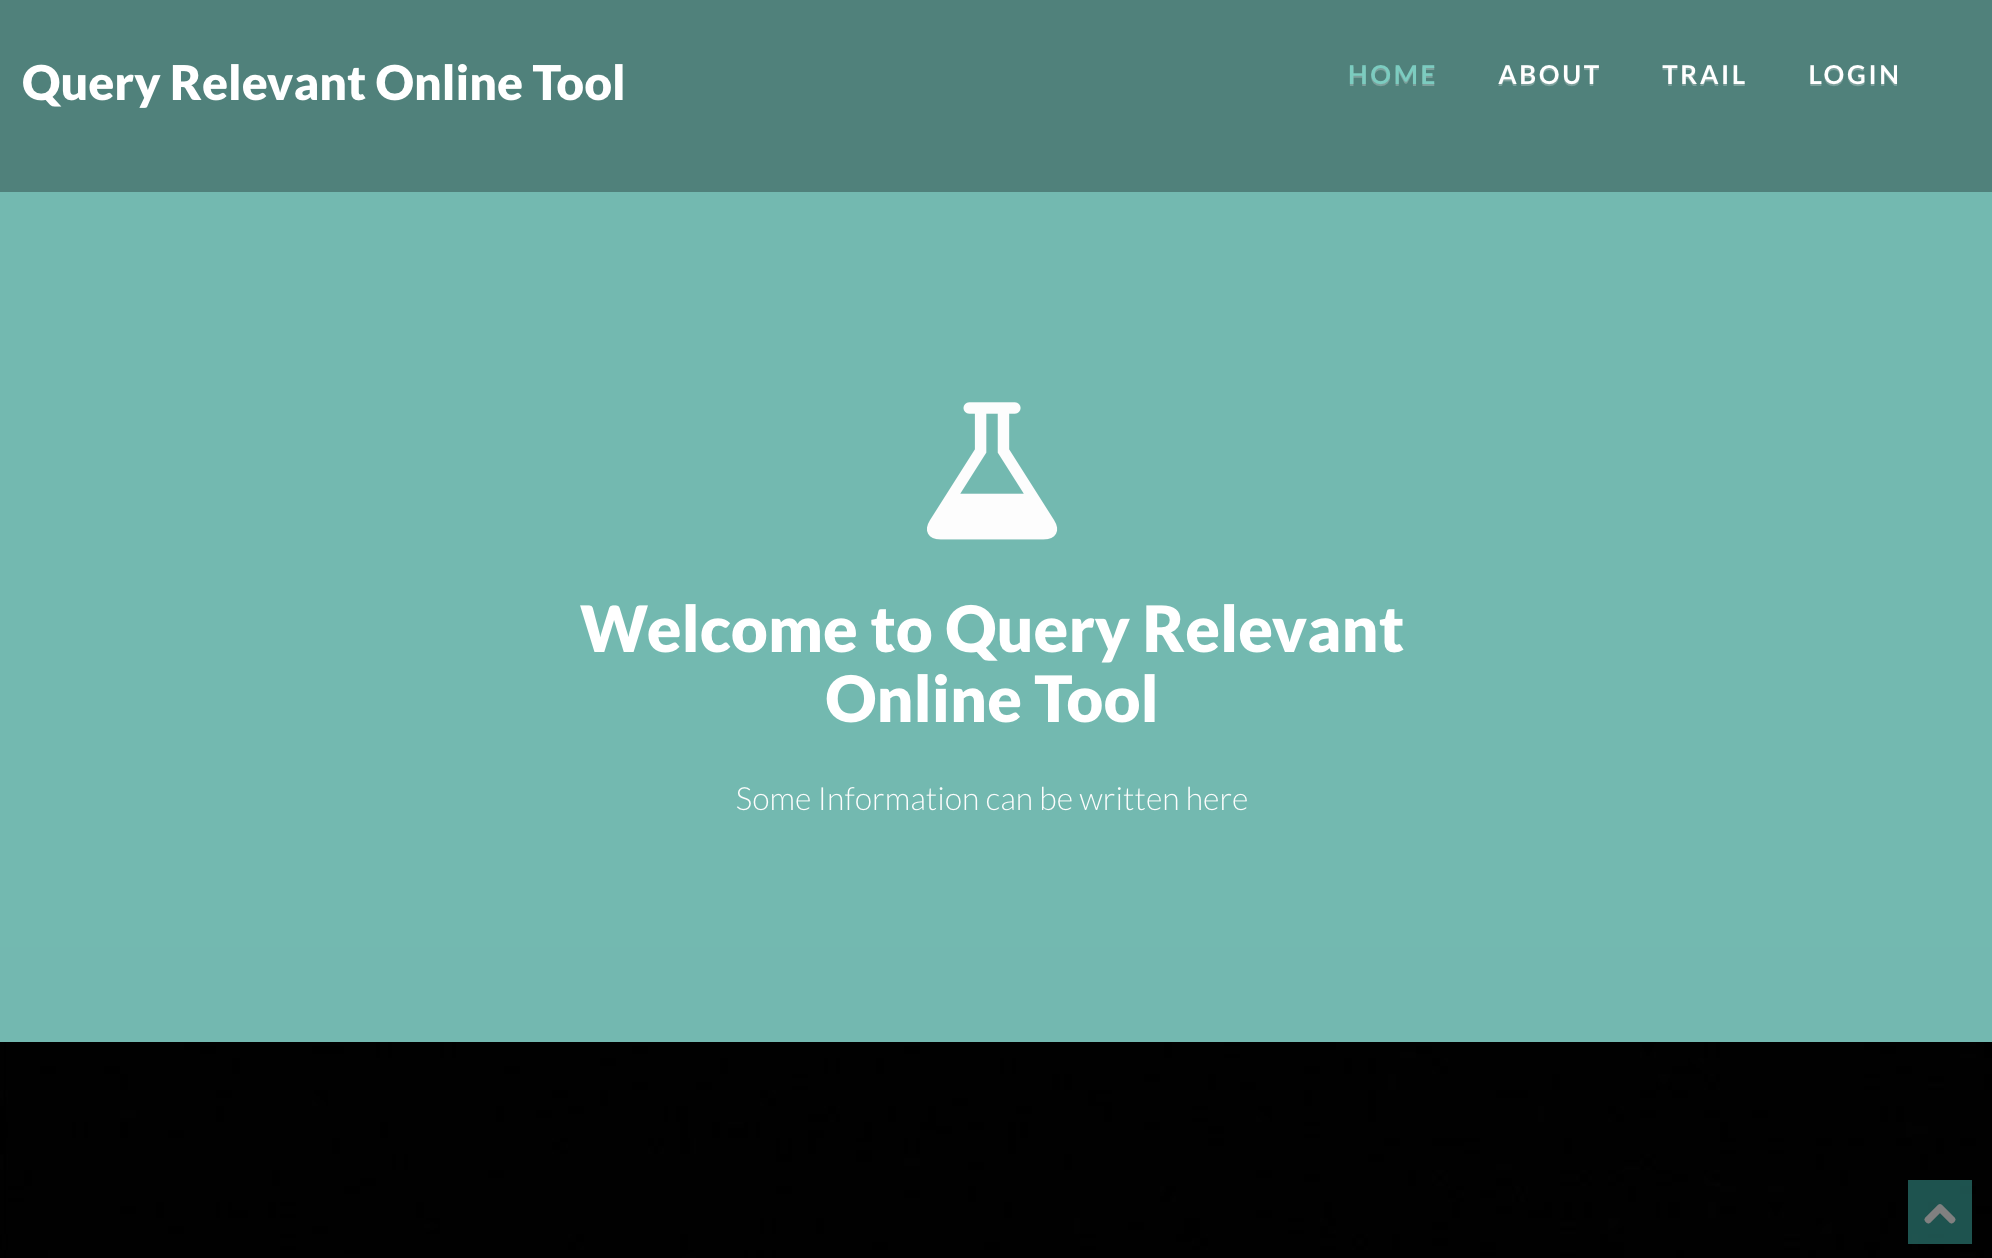 Query Relevant Online Tool
HOME ABOUT TRAIL LOGIN
Welcome to Query Relevant
Online Tool
Some Information can be written here